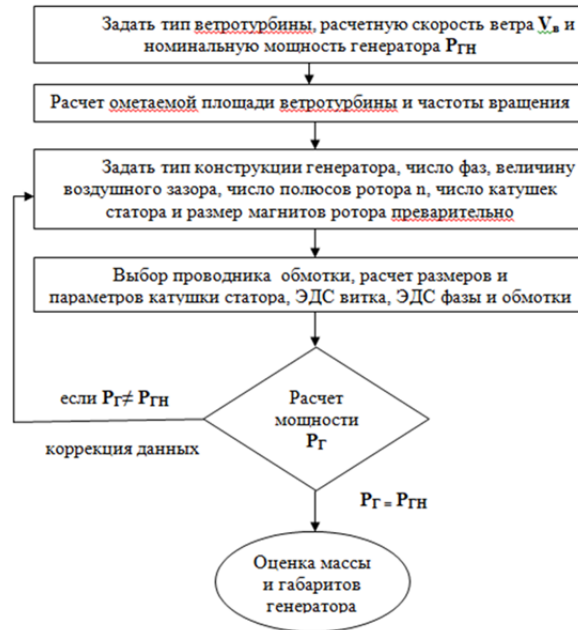 Задать тип ветротурбины, расчетную скорость ветра Vв и
номинальную мощность генератора PГН
Расчет ометаемой площади ветротурбины и частоты вращения
Задать тип конструкции генератора, число фаз, величину
воздушного зазора, число полюсов ротора n, число катушек
статора и размер магнитов ротора преварительно
Выбор проводника обмотки, расчет размеров и
параметров катушки статора, ЭДС витка, ЭДС фазы и обмотки
если PГ≠ PГН
коррекция данных
Расчет
мощности
PГ
PГ = PГН
Оценка массы
и габаритов
генератора